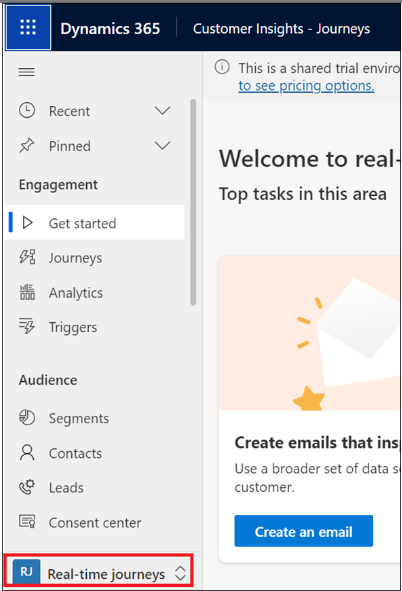 Dynamics 365
Customer Insights - Journeys
This is a shared trial enviro
to see pricing options.
Recent
Pinned
Engagement
Get started
Journeys
Analytics
Triggers
Audience
Segments
Contacts
Leads
Consent center
RJ Real-time journeys
Welcome to real-
Top tasks in this area
Create emails that insp
Use a broader set of data s
customer.
Create an email